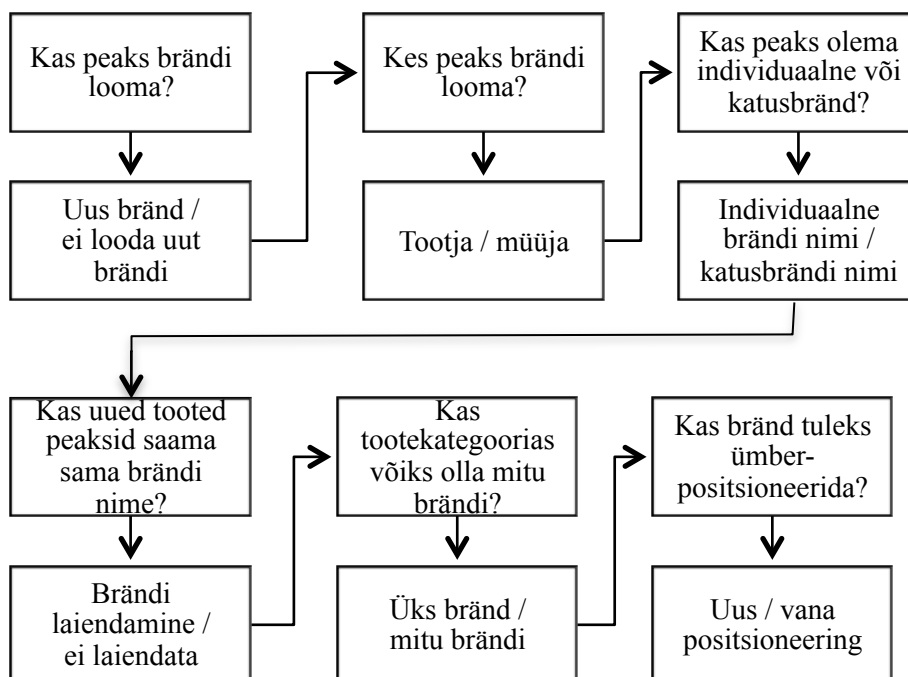 Kas peaks brändi
looma?
Uus bränd /
ei looda uut
brändi
Kes peaks brändi
looma?
Tootja / müüja
Kas peaks olema
individuaalne või
katusbränd?
Individuaalne
brändi nimi /
katusbrändi nimi
Kas uued tooted
peaksid saama
sama brändi
nime?
Brändi
laiendamine /
ei laiendata
Kas
tootekategoorias
võiks olla mitu
brändi?
Üks bränd /
mitu brändi
Kas bränd tuleks
ümber-
positsioneerida?
Uus / vana
positsioneering